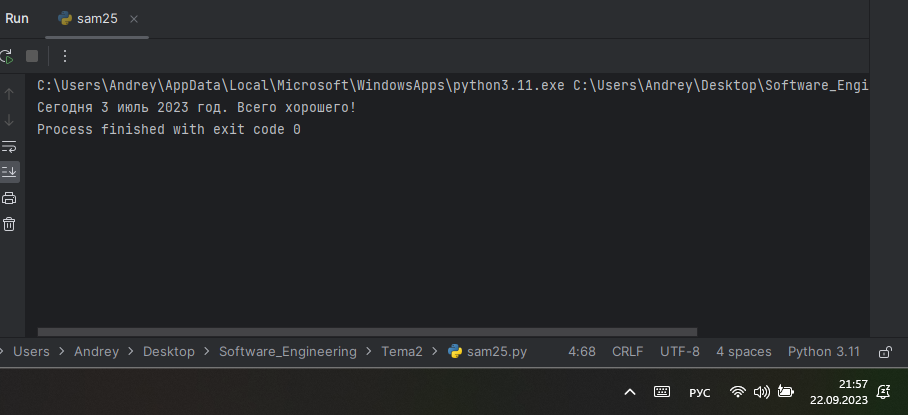 Run sam25
C:\Users\Andrey\AppData\Local\Microsoft\WindowsApps\python3.11.exe C:\Users\Andrey\Desktop\Software_Engi
Сегодня 3 июль 2023 год. Всего хорошего!
Process finished with exit code 0
Users Andrey Desktop Software_Engineering Tema2 sam25.py 4:68 CRLF UTF-8 4 spaces Python 3.11
РУС 21:57
22.09.2023